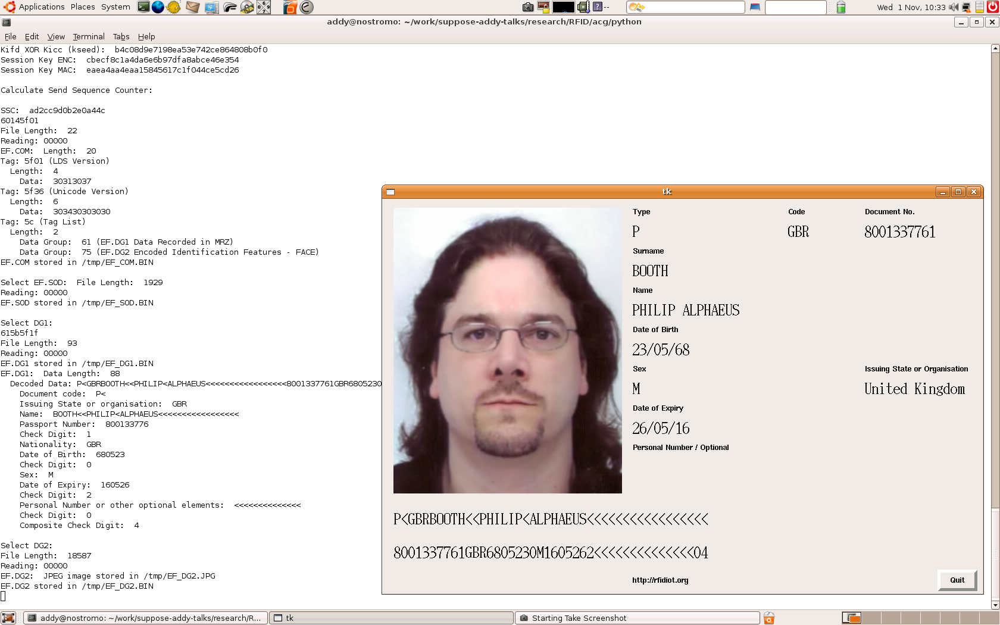 Applications Places System
Wed 1 Nov, 10:33
addy@nostromo: ~/work/suppose-addy-talks/research/RFID/acg/python
File Edit View Terminal Tabs Help
Kifd XOR Kicc (kseed):  b4c08d9e7198ea53e742ce864808b0f0
Session Key ENC:  cbecf8c1a4da6e6b97dfa8abce46e354
Session Key MAC:  eaea4aa4eaa15845617c1f044ce5cd26
Calculate Send Sequence Counter:
SSC:  ad2cc9d0b2e0a44c
60145f01
File Length:  22
Reading: 00000
EF.COM:  Length:  20
Tag: 5f01 (LDS Version)
Length:  4
Data:  30313037
Tag: 5f36 (Unicode Version)
Length:  6
Data:  303430303030
Tag: 5c (Tag List)
Length:  2
Data Group:  61 (EF.DG1 Data Recorded in MRZ)
Data Group:  75 (EF.DG2 Encoded Identification Features - FACE)
EF.COM stored in /tmp/EF_COM.BIN
Select EF.SOD:  File Length:  1929
Reading: 00000
EF.SOD stored in /tmp/EF_SOD.BIN
Select DG1:
615b5f1f
File Length:  93
Reading: 00000
EF.DG1 stored in /tmp/EF_DG1.BIN
EF.DG1:  Data Length:  88
Decoded Data: P<GBRBOOTH<<PHILIP<ALPHAEUS<<<<<<<<<<<<<<<<<8001337761GBR6805230
Document code:  P<
Issuing State or organisation:  GBR
Name:  BOOTH<<PHILIP<ALPHAEUS<<<<<<<<<<<<<<<<<
Passport Number:  800133776
Check Digit:  1
Nationality:  GBR
Date of Birth:  680523
Check Digit:  0
Sex:  M
Date of Expiry:  160526
Check Digit:  2
Personal Number or other optional elements:  <<<<<<<<<<<<<<
Check Digit:  0
Composite Check Digit:  4
Select DG2:
File Length:  18587
Reading: 00000
EF.DG2:  JPEG image stored in /tmp/EF_DG2.JPG
EF.DG2 stored in /tmp/EF_DG2.BIN
tk
Type Code Document No.
P GBR 8001337761
Surname
BOOTH
Name
PHILIP ALPHAEUS
Date of Birth
23/05/68
Sex Issuing State or Organisation
M United Kingdom
Date of Expiry
26/05/16
Personal Number / Optional
P<GBRBOOTH<<PHILIP<ALPHAEUS<<<<<<<<<<<<<<<<<
8001337761GBR6805230M1605262<<<<<<<<<<<<<<04
http://rfidiot.org
Quit
addy@nostromo: ~/work/suppose-addy-talks/research/R...
tk
Starting Take Screenshot